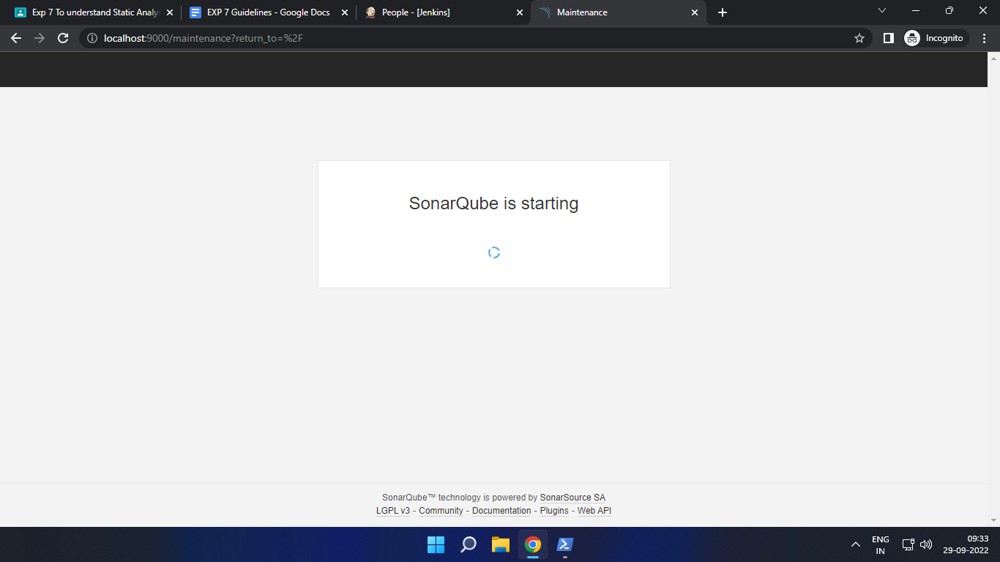 Exp 7 To understand Static Analys
EXP 7 Guidelines - Google Docs
People - [Jenkins]
Maintenance
localhost:9000/maintenance?return_to=%2F
Incognito
SonarQube is starting
SonarQube™ technology is powered by SonarSource SA
LGPL v3 - Community - Documentation - Plugins - Web API
ENG
IN
09:33
29-09-2022